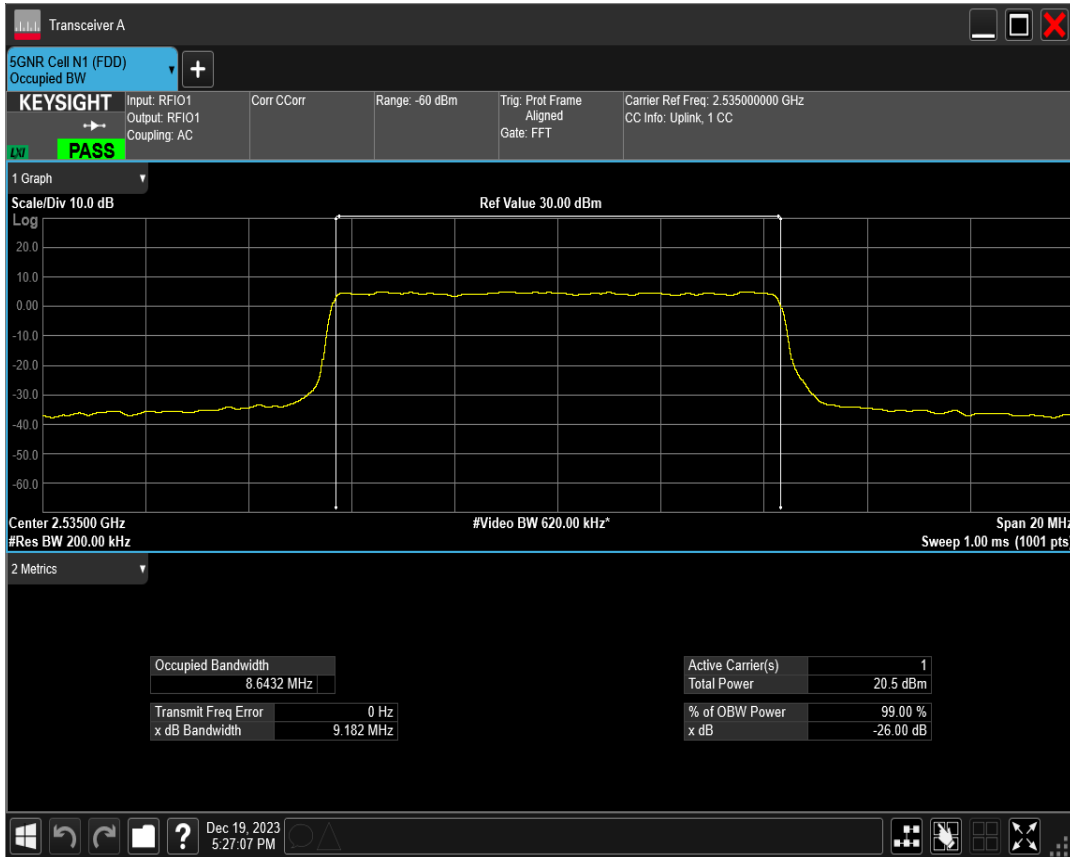 Transceiver A
5GNR Cell N1 (FDD)
Occupied BW
+
KEYSIGHT
LXI
PASS
Input: RFIO1
Output: RFIO1
Coupling: AC
Corr CCorr
Range: -60 dBm
Trig: Prot Frame
Aligned
Gate: FFT
Carrier Ref Freq: 2.535000000 GHz
CC Info: Uplink, 1 CC
1 Graph
Scale/Div 10.0 dB
Ref Value 30.00 dBm
Log
20.0
10.0
0.00
-10.0
-20.0
-30.0
-40.0
-50.0
-60.0
Center 2.53500 GHz
#Video BW 620.00 kHz*
Span 20 MHz
#Res BW 200.00 kHz
Sweep 1.00 ms (1001 pts)
2 Metrics
Occupied Bandwidth
8.6432 MHz
Active Carrier(s) 1
Total Power 20.5 dBm
Transmit Freq Error 0 Hz
x dB Bandwidth 9.182 MHz
% of OBW Power 99.00 %
x dB -26.00 dB
?
Dec 19, 2023
5:27:07 PM